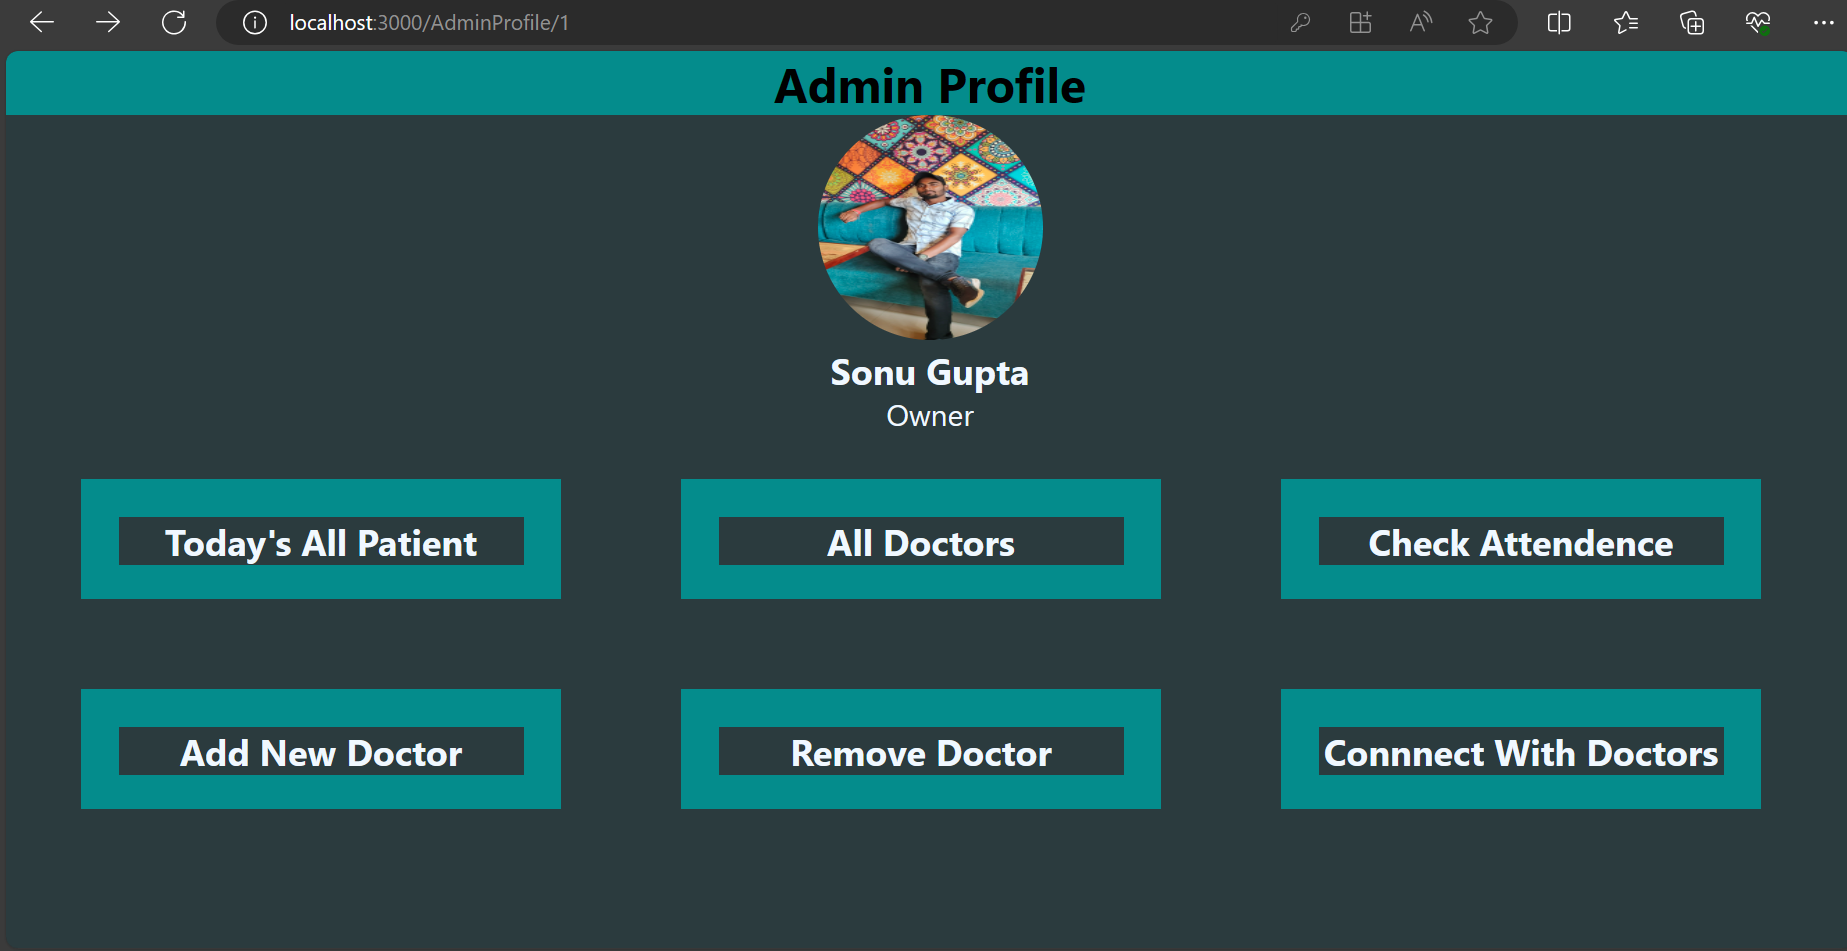 localhost:3000/AdminProfile/1
Admin Profile
Sonu Gupta
Owner
Today's All Patient
All Doctors
Check Attendence
Add New Doctor
Remove Doctor
Connnect With Doctors